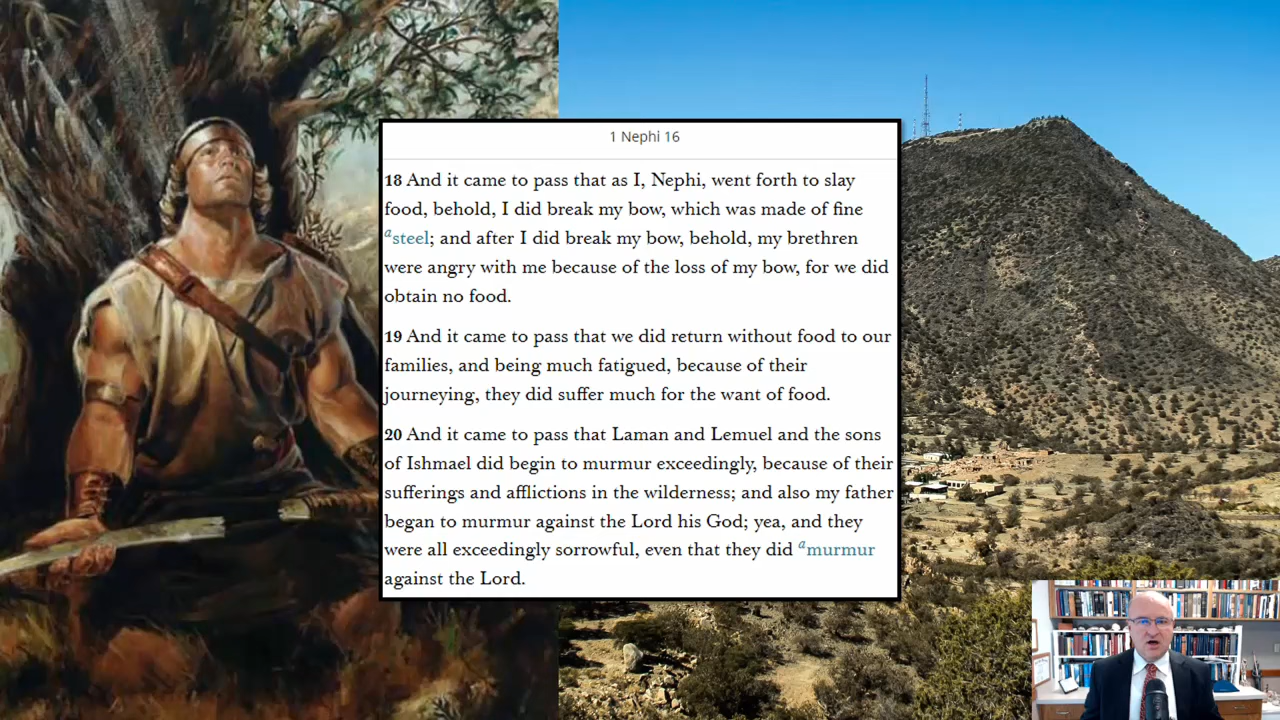 1 Nephi 16
18 And it came to pass that as I, Nephi, went forth to slay
food, behold, I did break my bow, which was made of fine
a steel; and after I did break my bow, behold, my brethren
were angry with me because of the loss of my bow, for we did
obtain no food.
19 And it came to pass that we did return without food to our
families, and being much fatigued, because of their
journeying, they did suffer much for the want of food.
20 And it came to pass that Laman and Lemuel and the sons
of Ishmael did begin to murmur exceedingly, because of their
sufferings and afflictions in the wilderness; and also my father
began to murmur against the Lord his God; yea, and they
were all exceedingly sorrowful, even that they did a murmur
against the Lord.